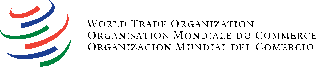 WORLD TRADE ORGANIZATION
ORGANISATION MONDIALE DU COMMERCE
ORGANIZACIÓN MUNDIAL DEL COMERCIO